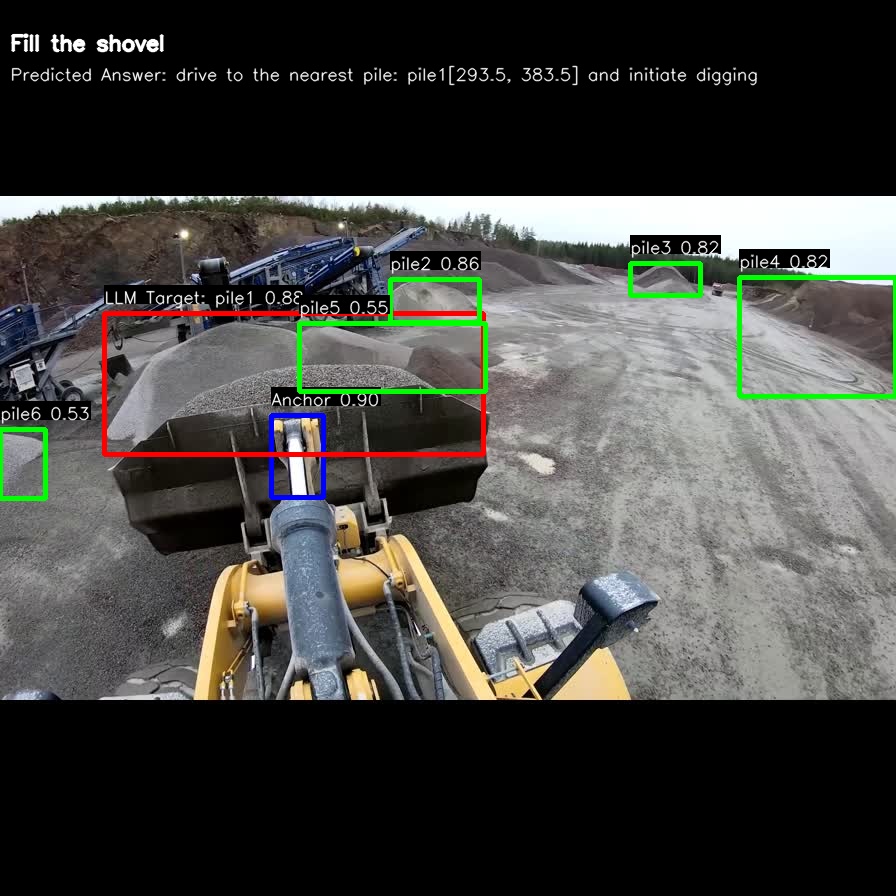 Fill the shovel
Predicted Answer: drive to the nearest pile: pile1[293.5, 383.5] and initiate digging
pile3 0.82
pile4 0.82
pile2 0.86
LLM Target: pile1 0.88
pile5 0.55
Anchor 0.90
pile6 0.53